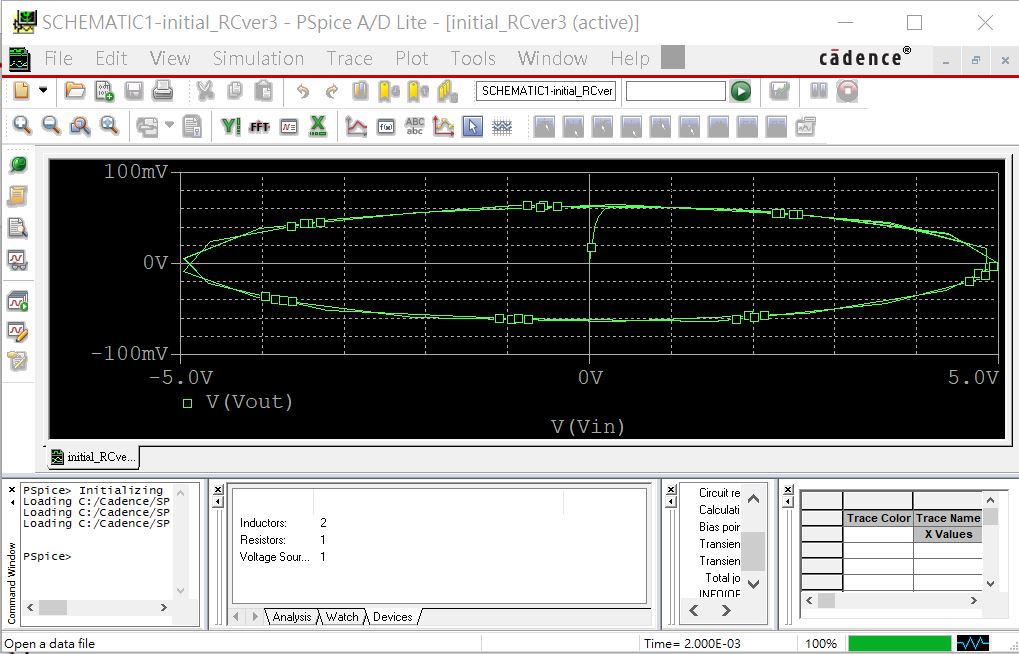 SCHEMATIC1-initial_RCver3 - PSpice A/D Lite - [initial_RCver3 (active)]
File Edit View Simulation Trace Plot Tools Window Help
cādence®
SCHEMATIC1-initial_RCver
FFT
ABC
abc
100mV
0V
-100mV
-5.0V 0V 5.0V
V(Vout)
V(Vin)
initial_RCve...
PSpice> Initializing
Loading C:/Cadence/SP
Loading C:/Cadence/SP
Loading C:/Cadence/SP
PSpice>
Command Window
Inductors: 2
Resistors: 1
Voltage Sour... 1
Analysis Watch Devices
Circuit re
Calculati
Bias poin
Transien
Transien
Total jo
Trace Color Trace Name
X Values
Open a data file
Time= 2.000E-03 100%